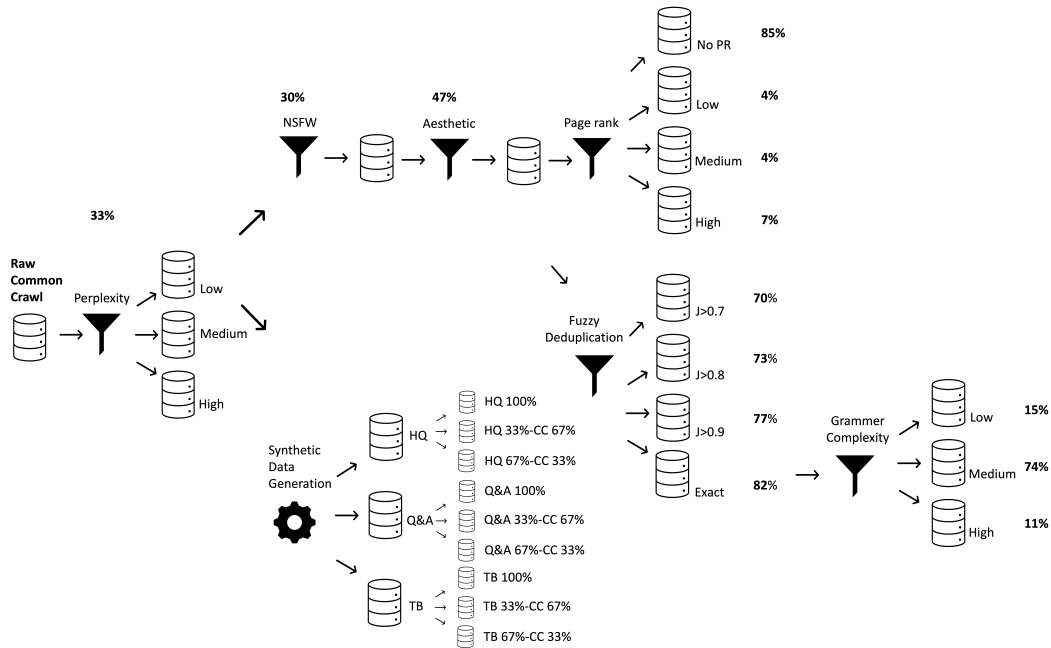 Raw
Common
Crawl
33%
Perplexity
Low
Medium
High
30%
NSFW
47%
Aesthetic
Page rank
No PR
85%
Low
4%
Medium
4%
High
7%
Fuzzy
Deduplication
J>0.7
70%
J>0.8
73%
J>0.9
77%
Exact
82%
Grammer
Complexity
Low
15%
Medium
74%
High
11%
Synthetic
Data
Generation
HQ
HQ 100%
HQ 33%-CC 67%
HQ 67%-CC 33%
Q&A
Q&A 100%
Q&A 33%-CC 67%
Q&A 67%-CC 33%
TB
TB 100%
TB 33%-CC 67%
TB 67%-CC 33%